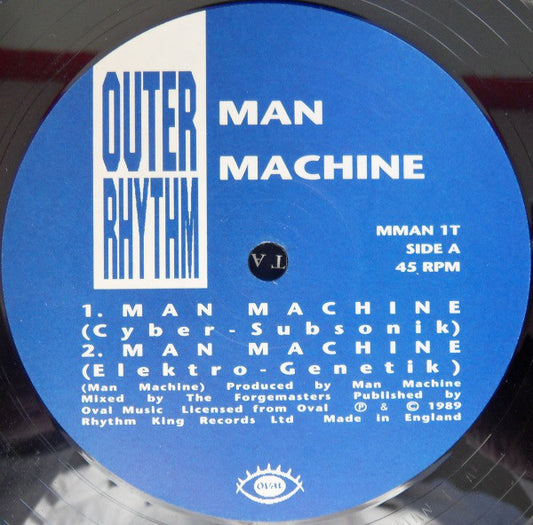 OUTER
RHYTHM
MAN
MACHINE
MMAN 1T
SIDE A
45 RPM
T A
1. MAN MACHINE
(Cyber-Subsonik)
2. MAN MACHINE
(Elektro-Genetik)
(Man Machine) Produced by Man Machine
Mixed by The Forgemasters Published by
Oval Music Licensed from Oval ℗ & © 1989
Rhythm King Records Ltd Made in England
OVAL